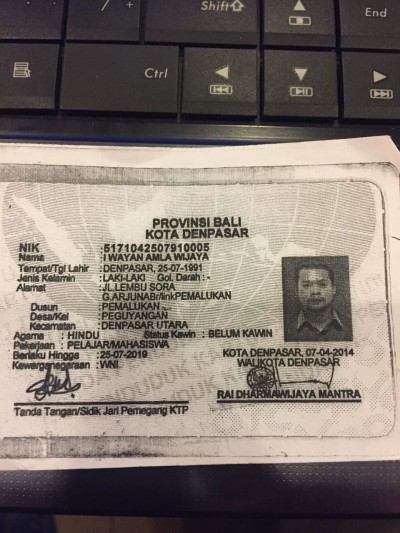 Shift
End
Ctrl
PROVINSI BALI
KOTA DENPASAR
NIK :5171042507910005
Nama :I WAYAN AMLA WIJAYA
Tempat/Tgl Lahir :DENPASAR, 25-07-1991
Jenis Kelamin :LAKI-LAKI Gol. Darah :-
Alamat :JL.LEMBU SORA
G.ARJUNABr/linkPEMALUKAN
Dusun :PEMALUKAN
Desa/Kel :PEGUYANGAN
Kecamatan :DENPASAR UTARA
Agama : HINDU Status Kawin : BELUM KAWIN
Pekerjaan : PELAJAR/MAHASISWA
Berlaku Hingga :25-07-2019
Kewarganegaraan :WNI
KOTA DENPASAR, 07-04-2014
WALIKOTA DENPASAR
RAI DHARMAWIJAYA MANTRA
Tanda Tangan/Sidik Jari Pemegang KTP